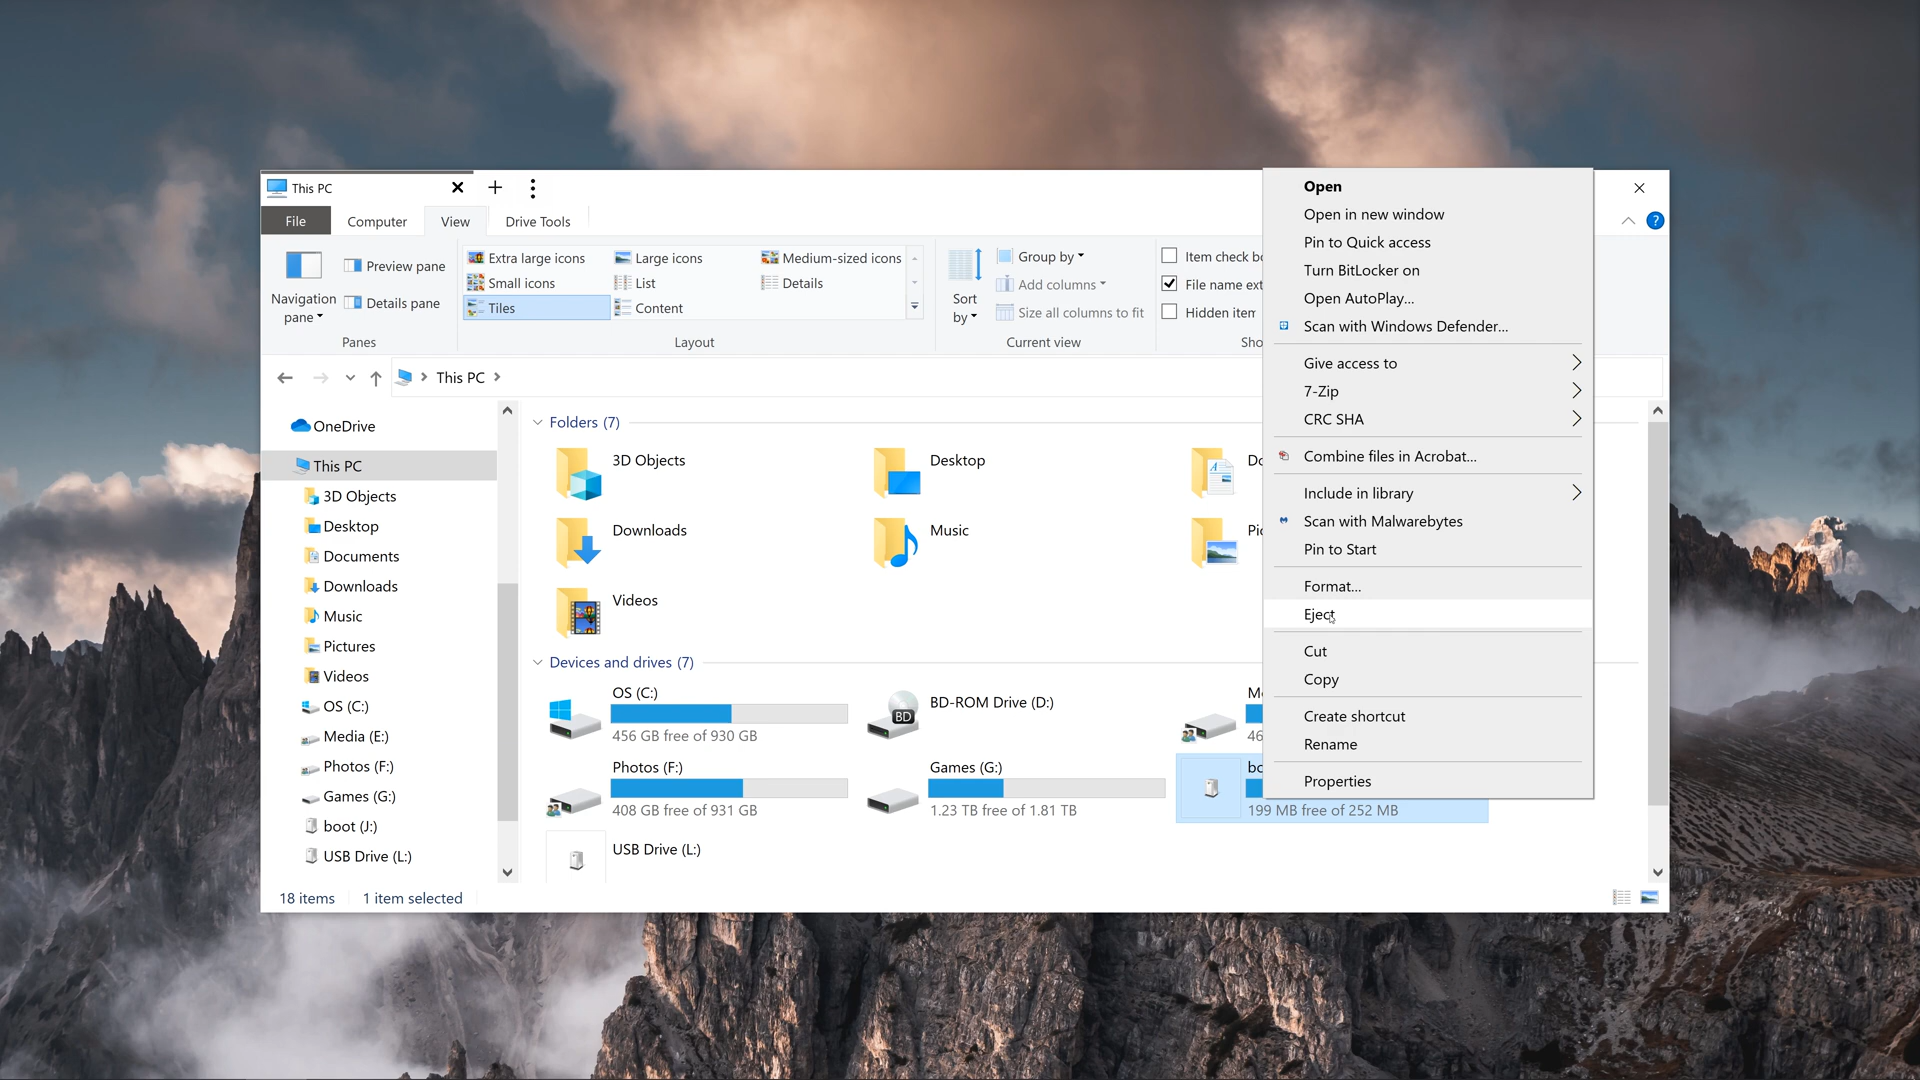 This PC
File
Computer
View
Drive Tools
?
Navigation
pane
Preview pane
Details pane
Panes
Extra large icons
Large icons
Medium-sized icons
Small icons
List
Details
Tiles
Content
Layout
Sort
by
Group by
Add columns
Size all columns to fit
Current view
Item check bo
File name ext
Hidden item
Sho
This PC
OneDrive
This PC
3D Objects
Desktop
Documents
Downloads
Music
Pictures
Videos
OS (C:)
Media (E:)
Photos (F:)
Games (G:)
boot (J:)
USB Drive (L:)
Folders (7)
3D Objects
Desktop
Do
Downloads
Music
Pic
Videos
Devices and drives (7)
OS (C:)
456 GB free of 930 GB
BD
BD-ROM Drive (D:)
Me
46
Photos (F:)
408 GB free of 931 GB
Games (G:)
1.23 TB free of 1.81 TB
bo
199 MB free of 252 MB
USB Drive (L:)
18 items
1 item selected
Open
Open in new window
Pin to Quick access
Turn BitLocker on
Open AutoPlay...
Scan with Windows Defender...
Give access to
7-Zip
CRC SHA
Combine files in Acrobat...
Include in library
Scan with Malwarebytes
Pin to Start
Format...
Eject
Cut
Copy
Create shortcut
Rename
Properties